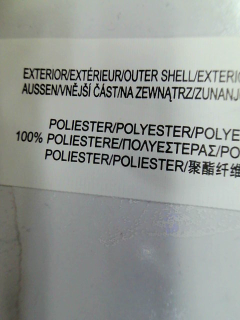 EXTERIOR/EXTÉRIEUR/OUTER SHELL/EXTERIO
AUSSEN/VNĚJŠÍ ČÁST/NA ZEWNĄTRZ/ZUNANJ
POLIESTER/POLYESTER/POLYE
100% POLIESTERE/ΠΟΛΥΕΣΤΕΡΑΣ/PO
POLIESTER/POLIESTER/聚酯纤维